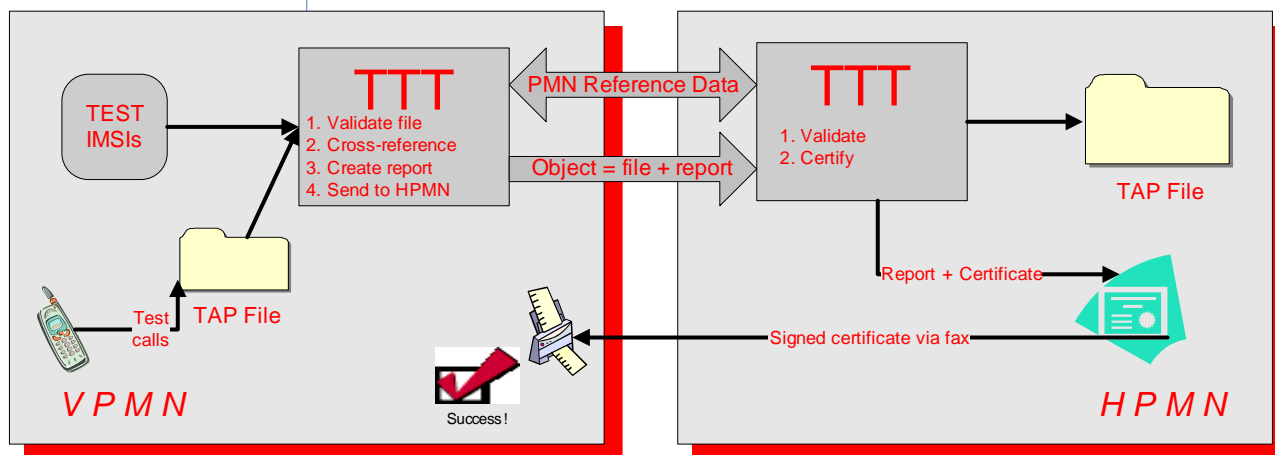 TEST
IMSIs
TTT
1. Validate file
2. Cross-reference
3. Create report
4. Send to HPMN
TAP File
Test
calls
V P M N
Success!
PMN Reference Data
Object = file + report
TTT
1. Validate
2. Certify
TAP File
Report + Certificate
Signed certificate via fax
H P M N